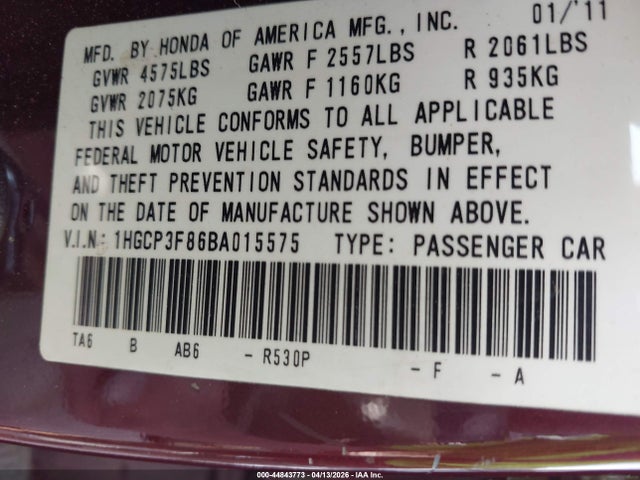 MFD. BY HONDA OF AMERICA MFG., INC. 01/'11
GVWR 4575LBS GAWR F 2557LBS R 2061LBS
GVWR 2075KG GAWR F 1160KG R 935KG
THIS VEHICLE CONFORMS TO ALL APPLICABLE
FEDERAL MOTOR VEHICLE SAFETY, BUMPER,
AND THEFT PREVENTION STANDARDS IN EFFECT
ON THE DATE OF MANUFACTURE SHOWN ABOVE.
V.I.N: 1HGCP3F86BA015575 TYPE: PASSENGER CAR
TA6 B AB6 - R530P - F - A
000-44843773 - 04/13/2026 - IAA Inc.